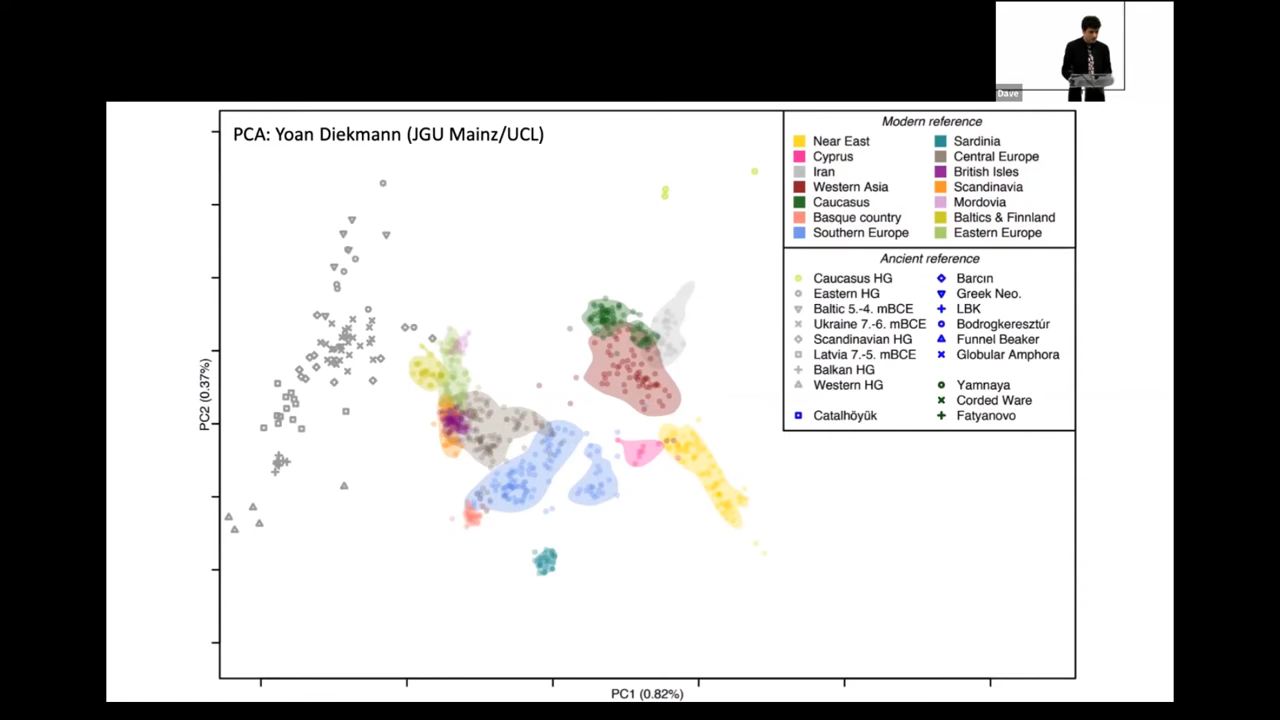 Dave
PCA: Yoan Diekmann (JGU Mainz/UCL)
Modern reference
Near East
Cyprus
Iran
Western Asia
Caucasus
Basque country
Southern Europe
Sardinia
Central Europe
British Isles
Scandinavia
Mordovia
Baltics & Finnland
Eastern Europe
Ancient reference
Caucasus HG
Eastern HG
Baltic 5.-4. mBCE
Ukraine 7.-6. mBCE
Scandinavian HG
Latvia 7.-5. mBCE
Balkan HG
Western HG
Catalhöyük
Barcın
Greek Neo.
LBK
Bodrogkeresztúr
Funnel Beaker
Globular Amphora
Yamnaya
Corded Ware
Fatyanovo
PC2 (0.37%)
PC1 (0.82%)